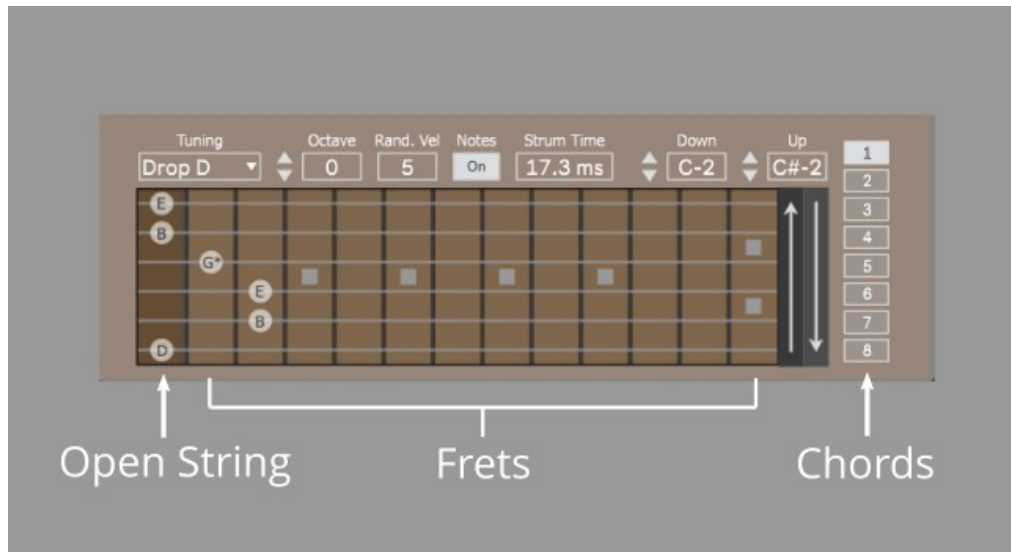 Tuning Octave Rand. Vel Notes Strum Time Down Up
Drop D 0 5 On 17.3 ms C-2 C#-2
1
2
3
4
5
6
7
8
E
B
G*
E
B
D
Open String Frets Chords